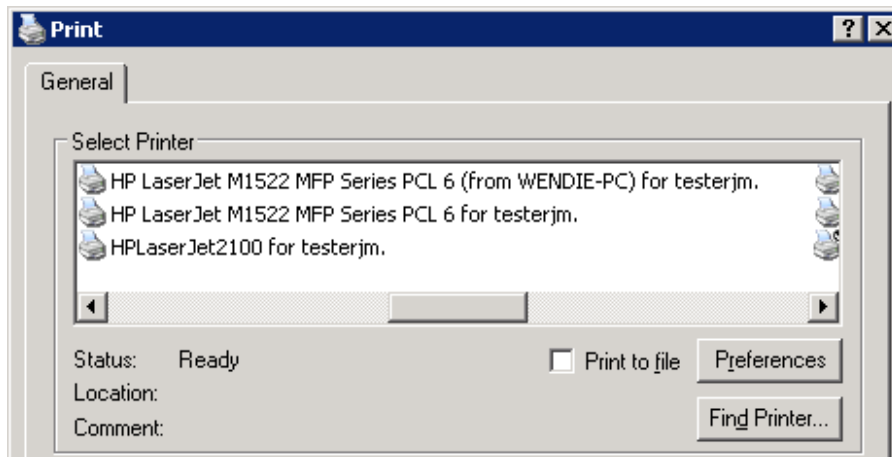 Print
General
Select Printer
HP LaserJet M1522 MFP Series PCL 6 (from WENDIE-PC) for testerjm.
HP LaserJet M1522 MFP Series PCL 6 for testerjm.
HPLaserJet2100 for testerjm.
Status: Ready
Print to file
Preferences
Location:
Comment:
Find Printer...